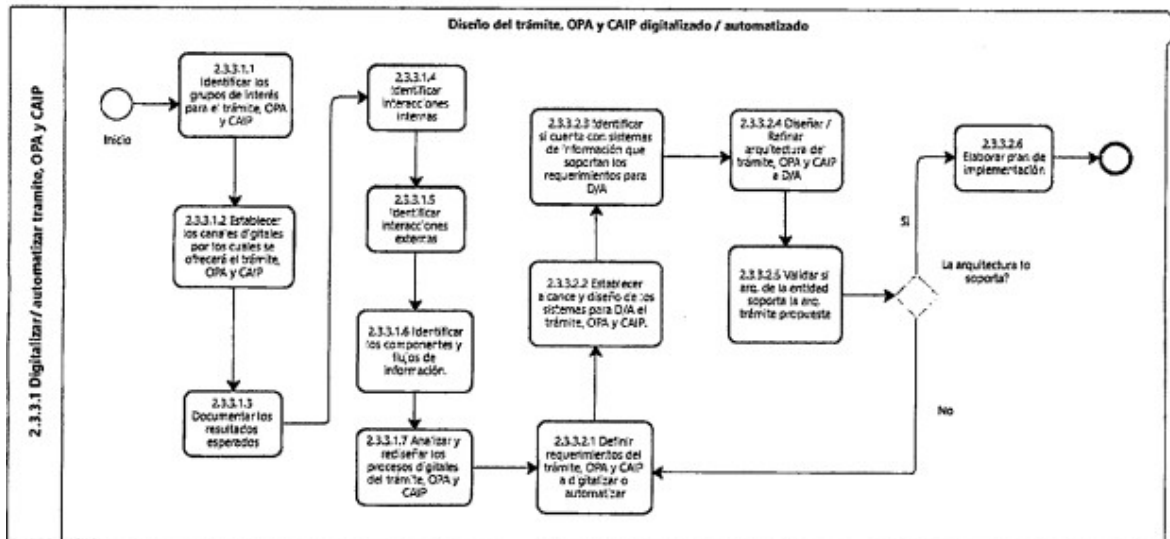 Diseño del trámite, OPA y CAIP digitalizado / automatizado
2.3.3.1 Digitalizar/ automatizar tramite, OPA y CAIP
Inicio
2.3.3.1.1
Identificar los
grupos de interés
para el trámite, OPA
y CAIP
2.3.3.1.2 Establecer
los canales digitales
por los cuales se
ofrecerá el trámite,
OPA y CAIP
2.3.3.1.3
Documentar los
resultados
esperados
2.3.3.1.4
Identificar
interacciones
internas
2.3.3.1.5
Identificar
interacciones
externas
2.3.3.1.6 Identificar
los componentes y
flujos de
información.
2.3.3.1.7 Analizar y
rediseñar los
procesos digitales
del trámite, OPA y
CAIP
2.3.3.2.1 Definir
requerimientos del
trámite, OPA y CAIP
a digitalizar o
automatizar
2.3.3.2.2 Establecer
alcance y diseño de los
sistemas para D/A el
trámite, OPA y CAIP.
2.3.3.2.3 Identificar
si cuenta con sistemas
de información que
soportan los
requerimientos para
D/A
2.3.3.2.4 Diseñar /
Refinar
arquitectura de
trámite, OPA y CAIP
a D/A
2.3.3.2.5 Validar si
arq. de la entidad
soporta la arq.
trámite propuesta
La arquitectura lo
soporta?
Si
No
2.3.3.2.6
Elaborar plan de
implementación